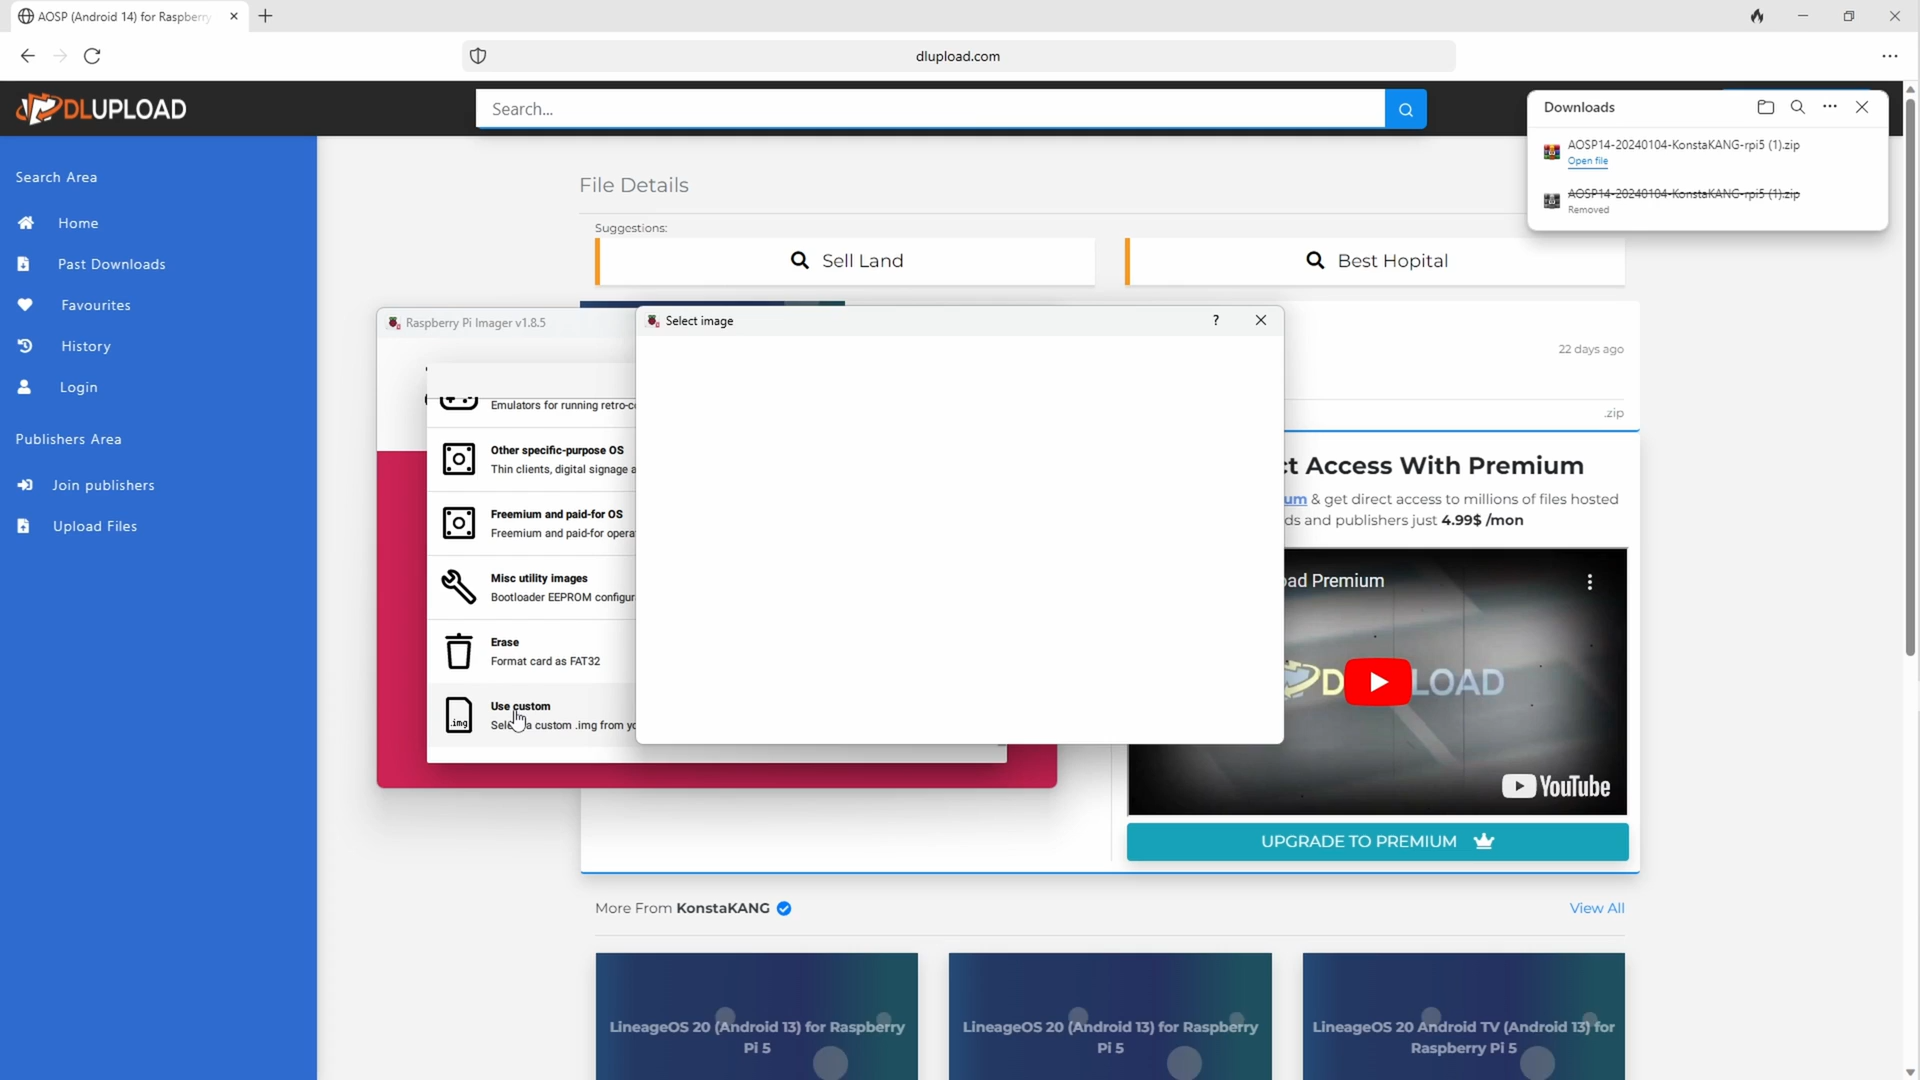 AOSP (Android 14) for Raspberry
dlupload.com
DLUPLOAD
Search...
Downloads
AOSP14-20240104-KonstaKANG-rpi5 (1).zip
Open file
AOSP14-20240104-KonstaKANG-rpi5 (1).zip
Removed
Search Area
Home
Past Downloads
Favourites
History
Login
Publishers Area
Join publishers
Upload Files
File Details
Suggestions:
Sell Land
Best Hopital
Raspberry Pi Imager v1.8.5
Select image
?
22 days ago
.zip
Emulators for running retro-c
Other specific-purpose OS
Thin clients, digital signage a
Freemium and paid-for OS
Freemium and paid-for opera
Misc utility images
Bootloader EEPROM configur
Erase
Format card as FAT32
.img
Use custom
Select a custom .img from yo
ct Access With Premium
um & get direct access to millions of files hosted
ds and publishers just 4.99$ /mon
ad Premium
D LOAD
YouTube
UPGRADE TO PREMIUM
More From KonstaKANG
View All
LineageOS 20 (Android 13) for Raspberry
Pi 5
LineageOS 20 (Android 13) for Raspberry
Pi 5
LineageOS 20 Android TV (Android 13) for
Raspberry Pi 5